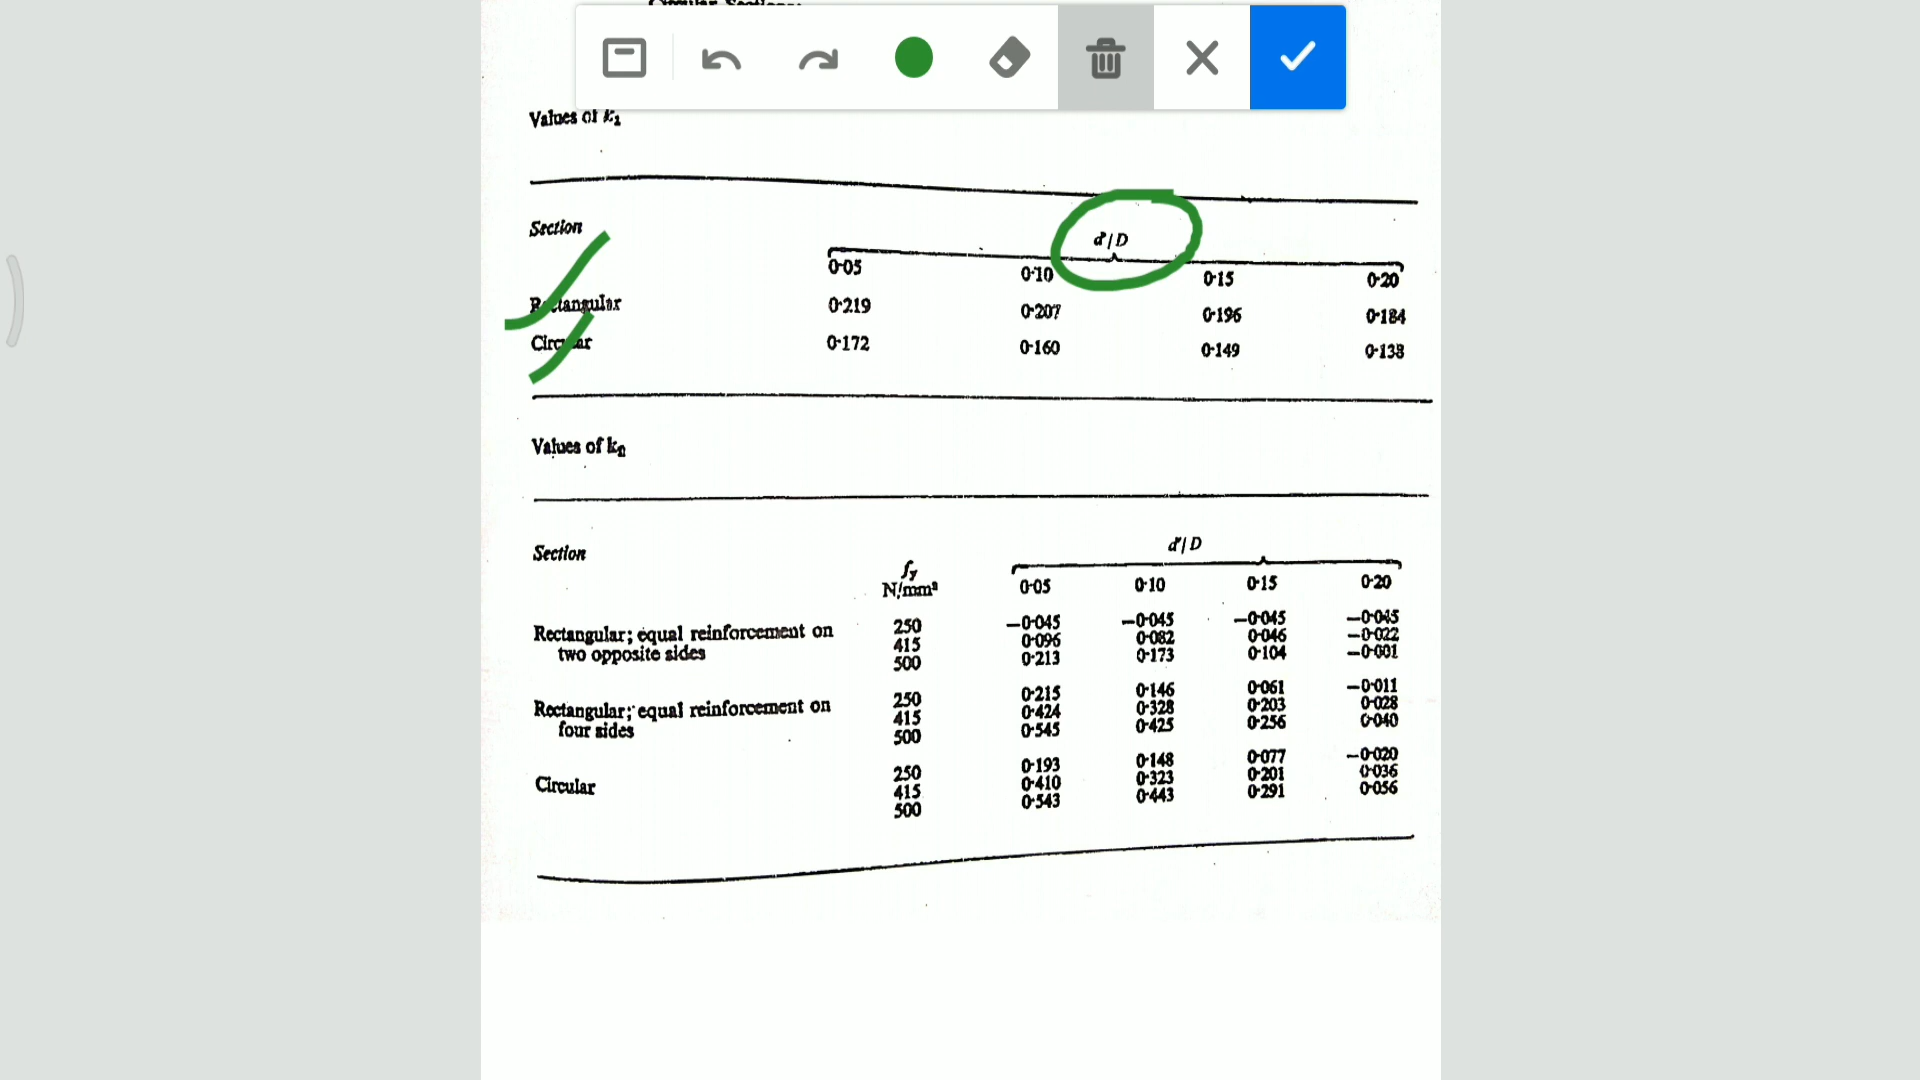 Values of k₁
Section
d'/D
0·05 0·10 0·15 0·20
Rectangular 0·219 0·207 0·196 0·184
Circular 0·172 0·160 0·149 0·138
Values of k₂
Section
d'/D
fy
N/mm² 0·05 0·10 0·15 0·20
Rectangular; equal reinforcement on
two opposite sides
250 −0·045 −0·045 −0·045 −0·045
415 0·096 0·082 0·046 −0·022
500 0·213 0·173 0·104 −0·001
Rectangular; equal reinforcement on
four sides
250 0·215 0·146 0·061 −0·011
415 0·424 0·328 0·203 0·028
500 0·545 0·425 0·256 0·040
Circular
250 0·193 0·148 0·077 −0·020
415 0·410 0·323 0·201 0·036
500 0·543 0·443 0·291 0·056